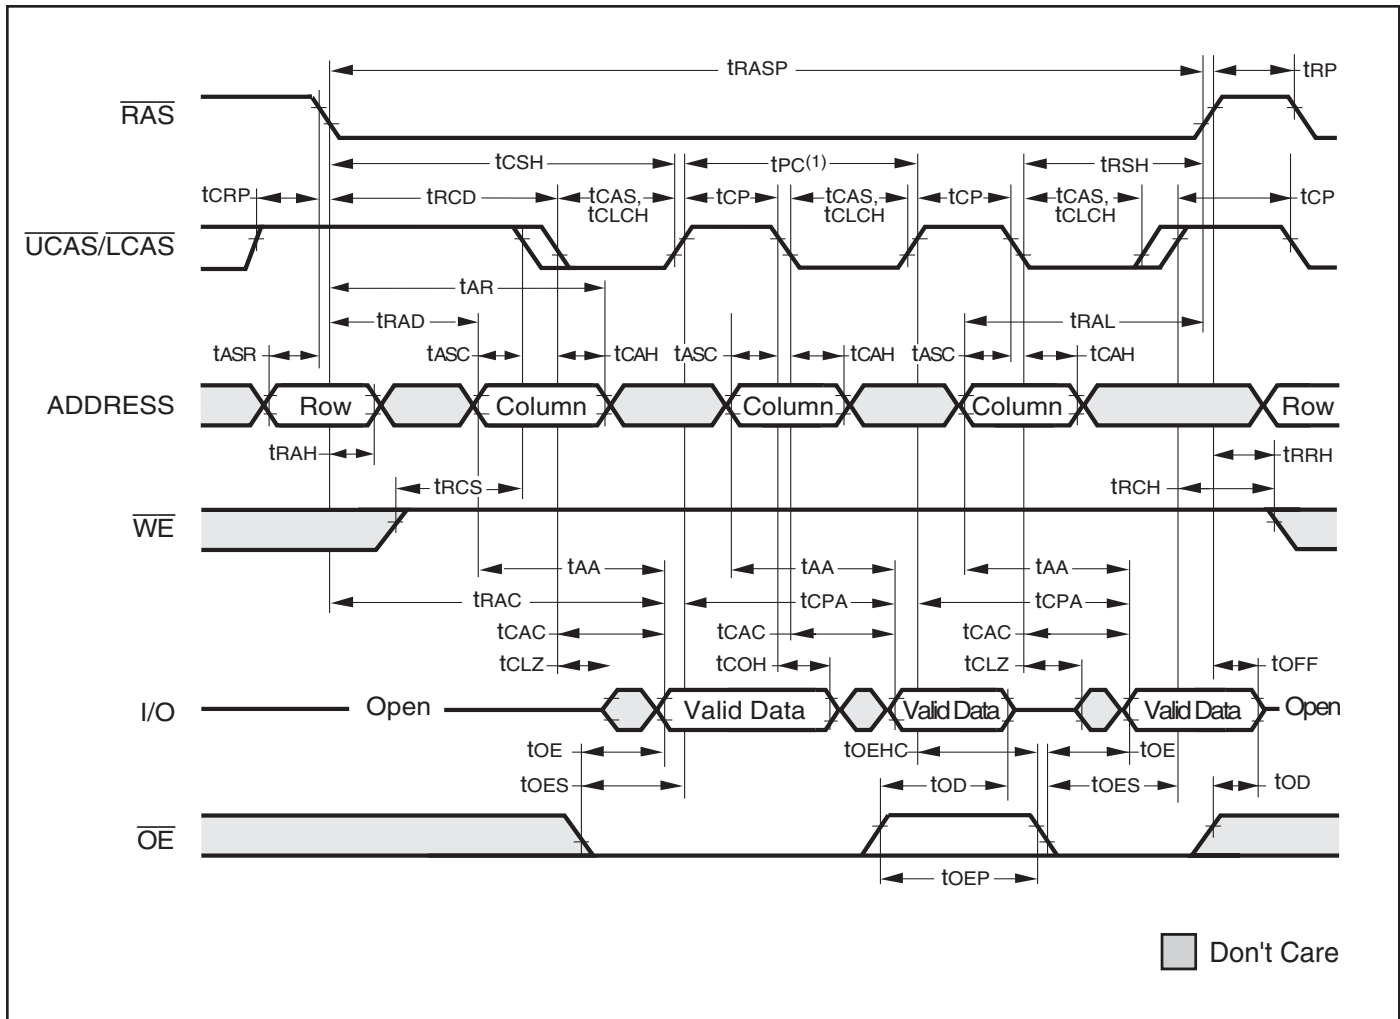 tRASP tRP
RAS
tCSH tPC(1) tRSH
tCRP tRCD tCAS, tCP tCAS, tCP tCAS, tCP
tCLCH tCLCH tCLCH
UCAS/LCAS
tAR
tRAD tRAL
tASR tASC tCAH tASC tCAH tASC tCAH
ADDRESS Row Column Column Column Row
tRAH tRRH
tRCS tRCH
WE
tAA tAA tAA
tRAC tCPA tCPA
tCAC tCAC tCAC
tCLZ tCOH tCLZ tOFF
I/O Open Valid Data Valid Data Valid Data Open
tOE tOEHC tOE
tOES tOD tOES tOD
OE
tOEP
Don't Care